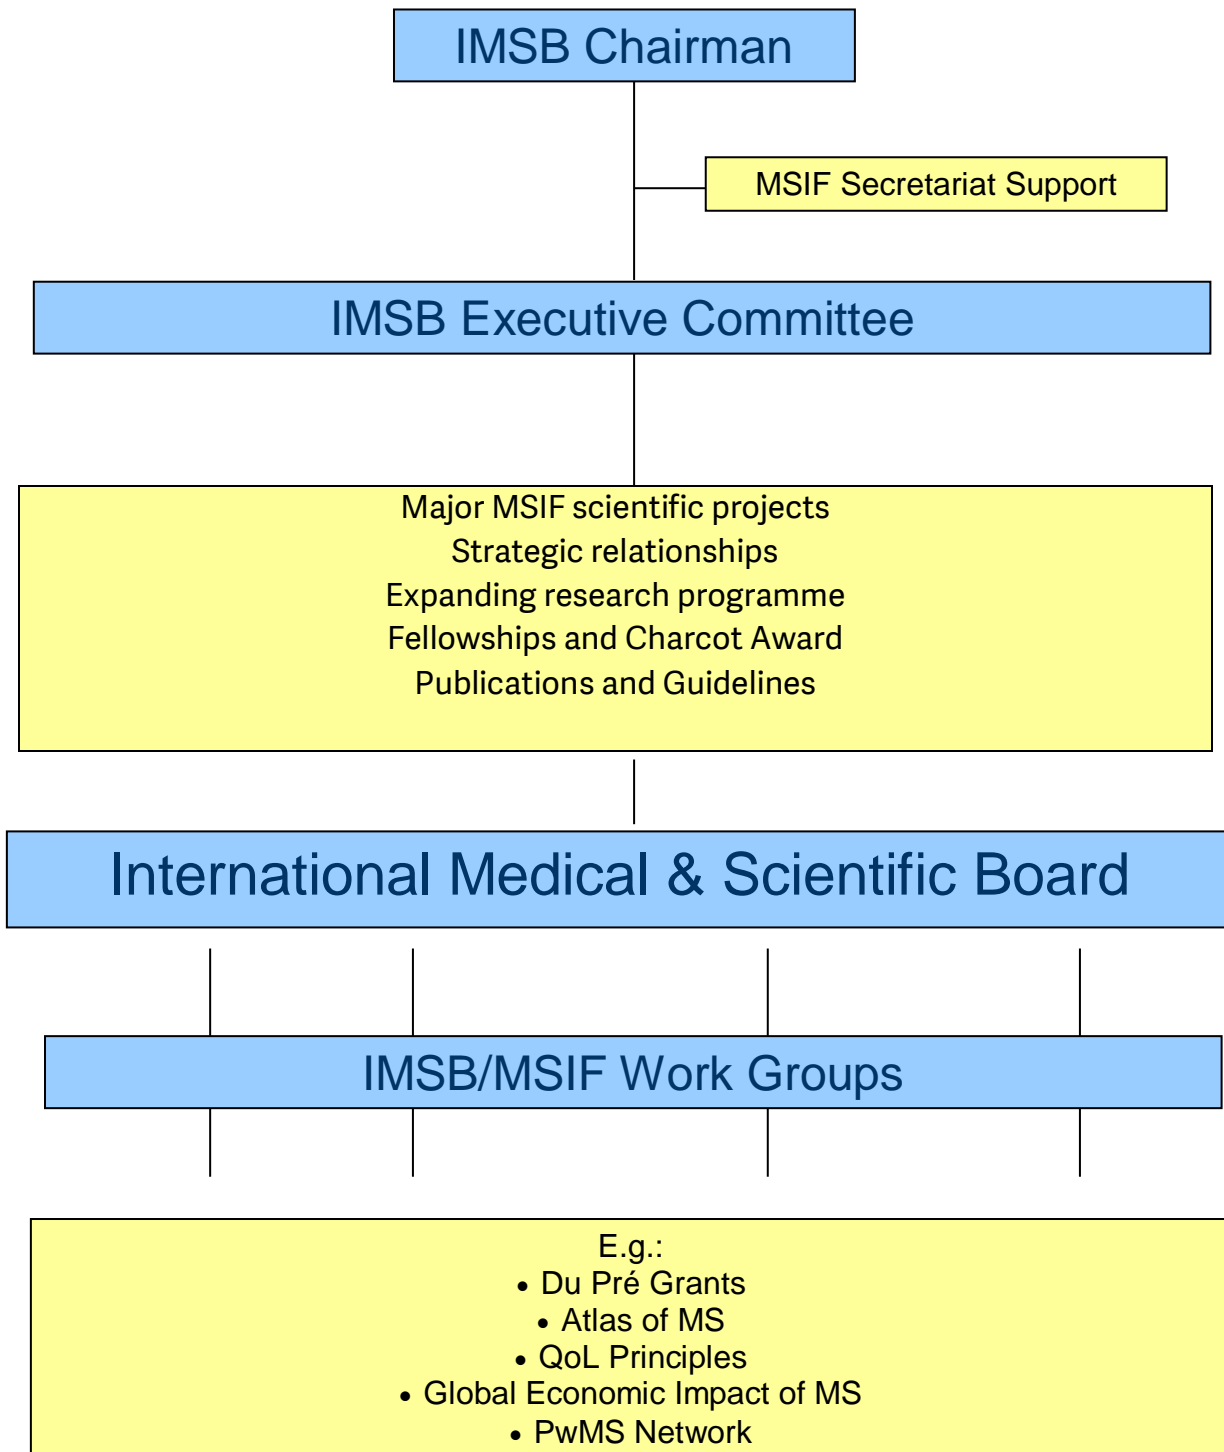 IMSB Chairman
MSIF Secretariat Support
IMSB Executive Committee
Major MSIF scientific projects
Strategic relationships
Expanding research programme
Fellowships and Charcot Award
Publications and Guidelines
International Medical & Scientific Board
IMSB/MSIF Work Groups
E.g.:
• Du Pré Grants
• Atlas of MS
• QoL Principles
• Global Economic Impact of MS
• PwMS Network